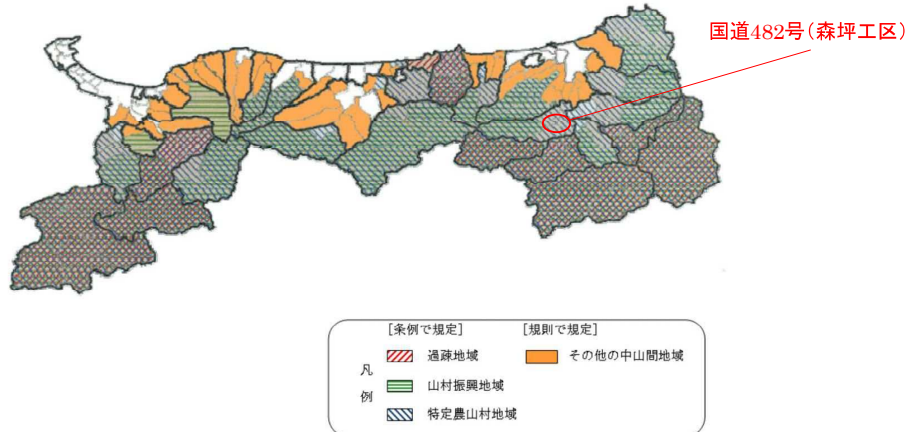 国道482号(森坪工区)
[条例で規定] [規則で規定]
過疎地域 その他の中山間地域
凡
山村振興地域
例
特定農山村地域